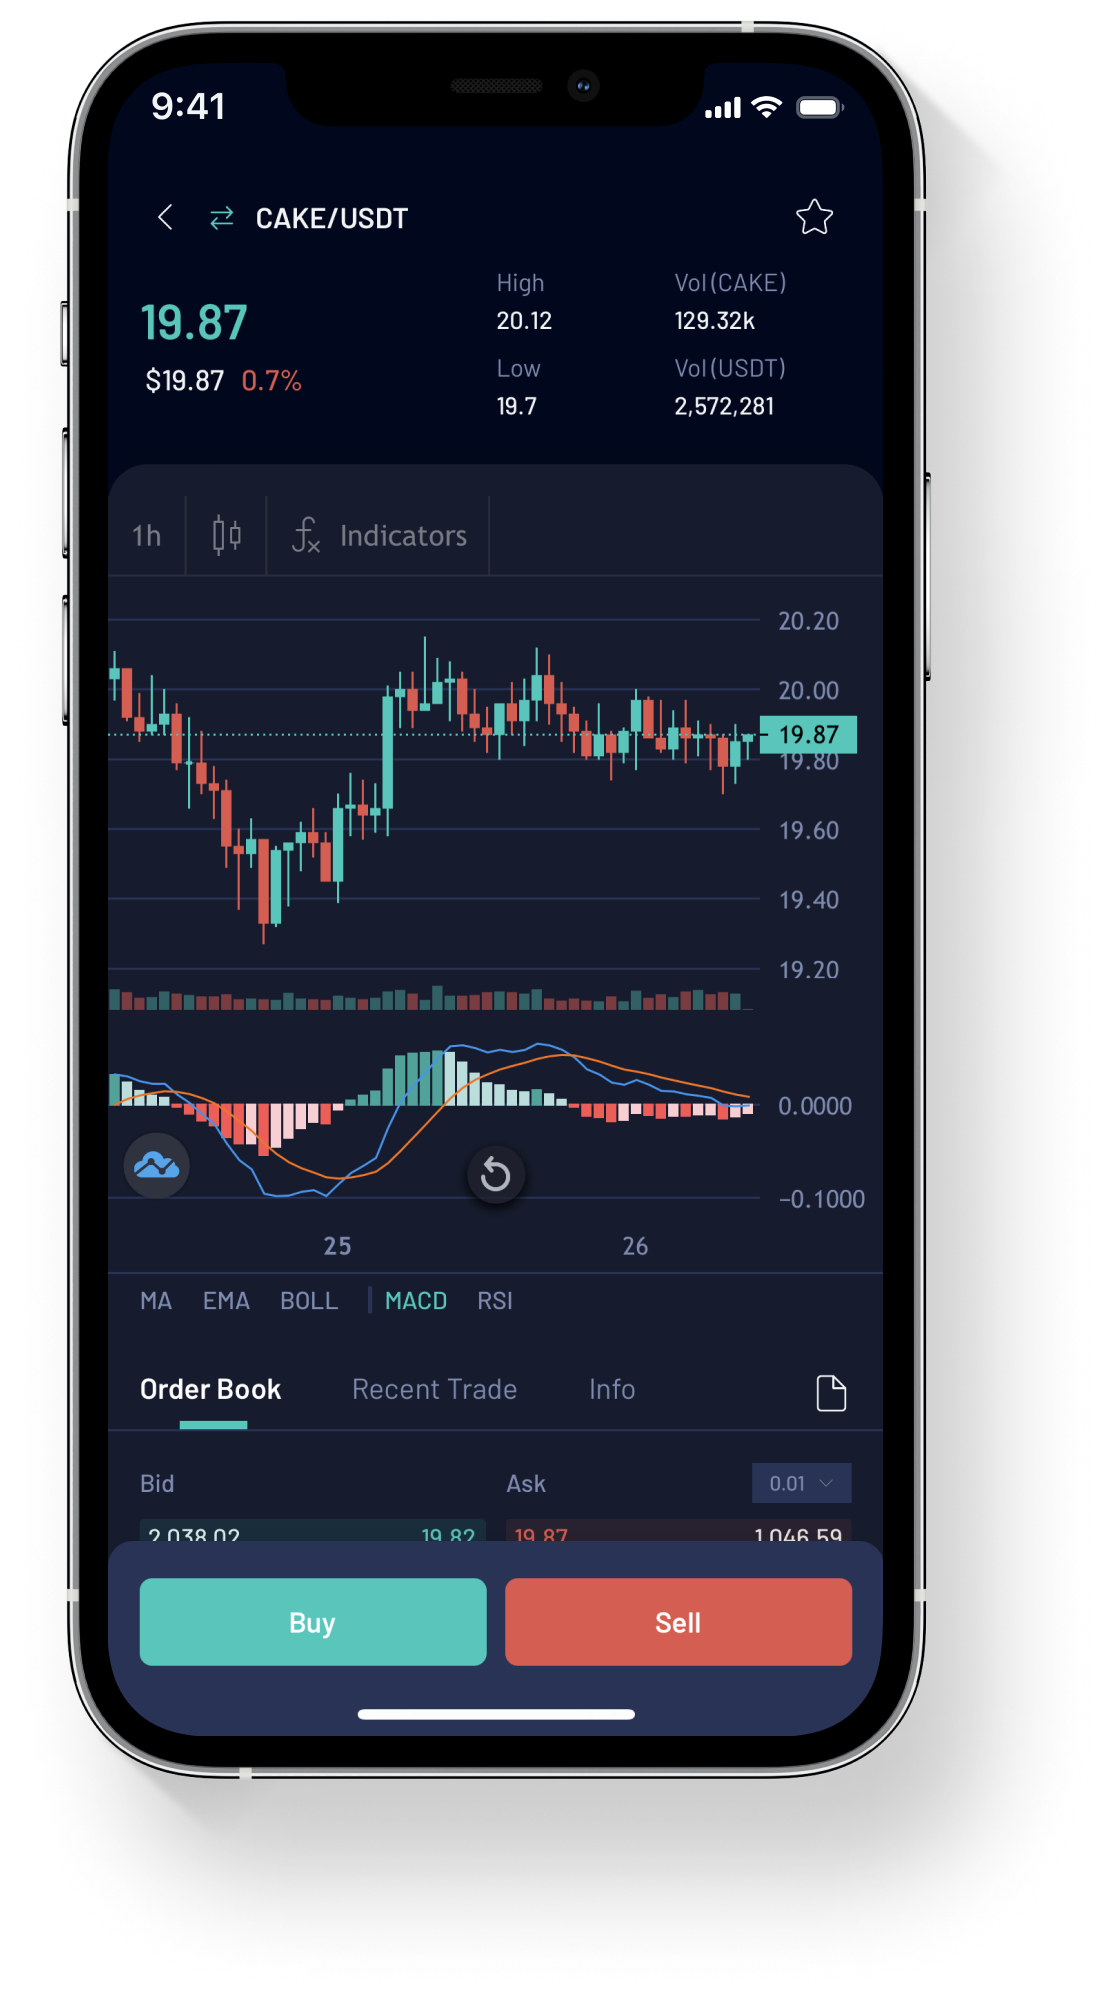 9:41
CAKE/USDT
19.87
$19.87 0.7%
High
20.12
Low
19.7
Vol(CAKE)
129.32k
Vol(USDT)
2,572,281
1h
fx Indicators
20.20
20.00
19.87
19.80
19.60
19.40
19.20
0.0000
−0.1000
25 26
MA EMA BOLL MACD RSI
Order Book Recent Trade Info
Bid Ask 0.01
2,038.02 19.82 19.87 1,046.59
Buy Sell